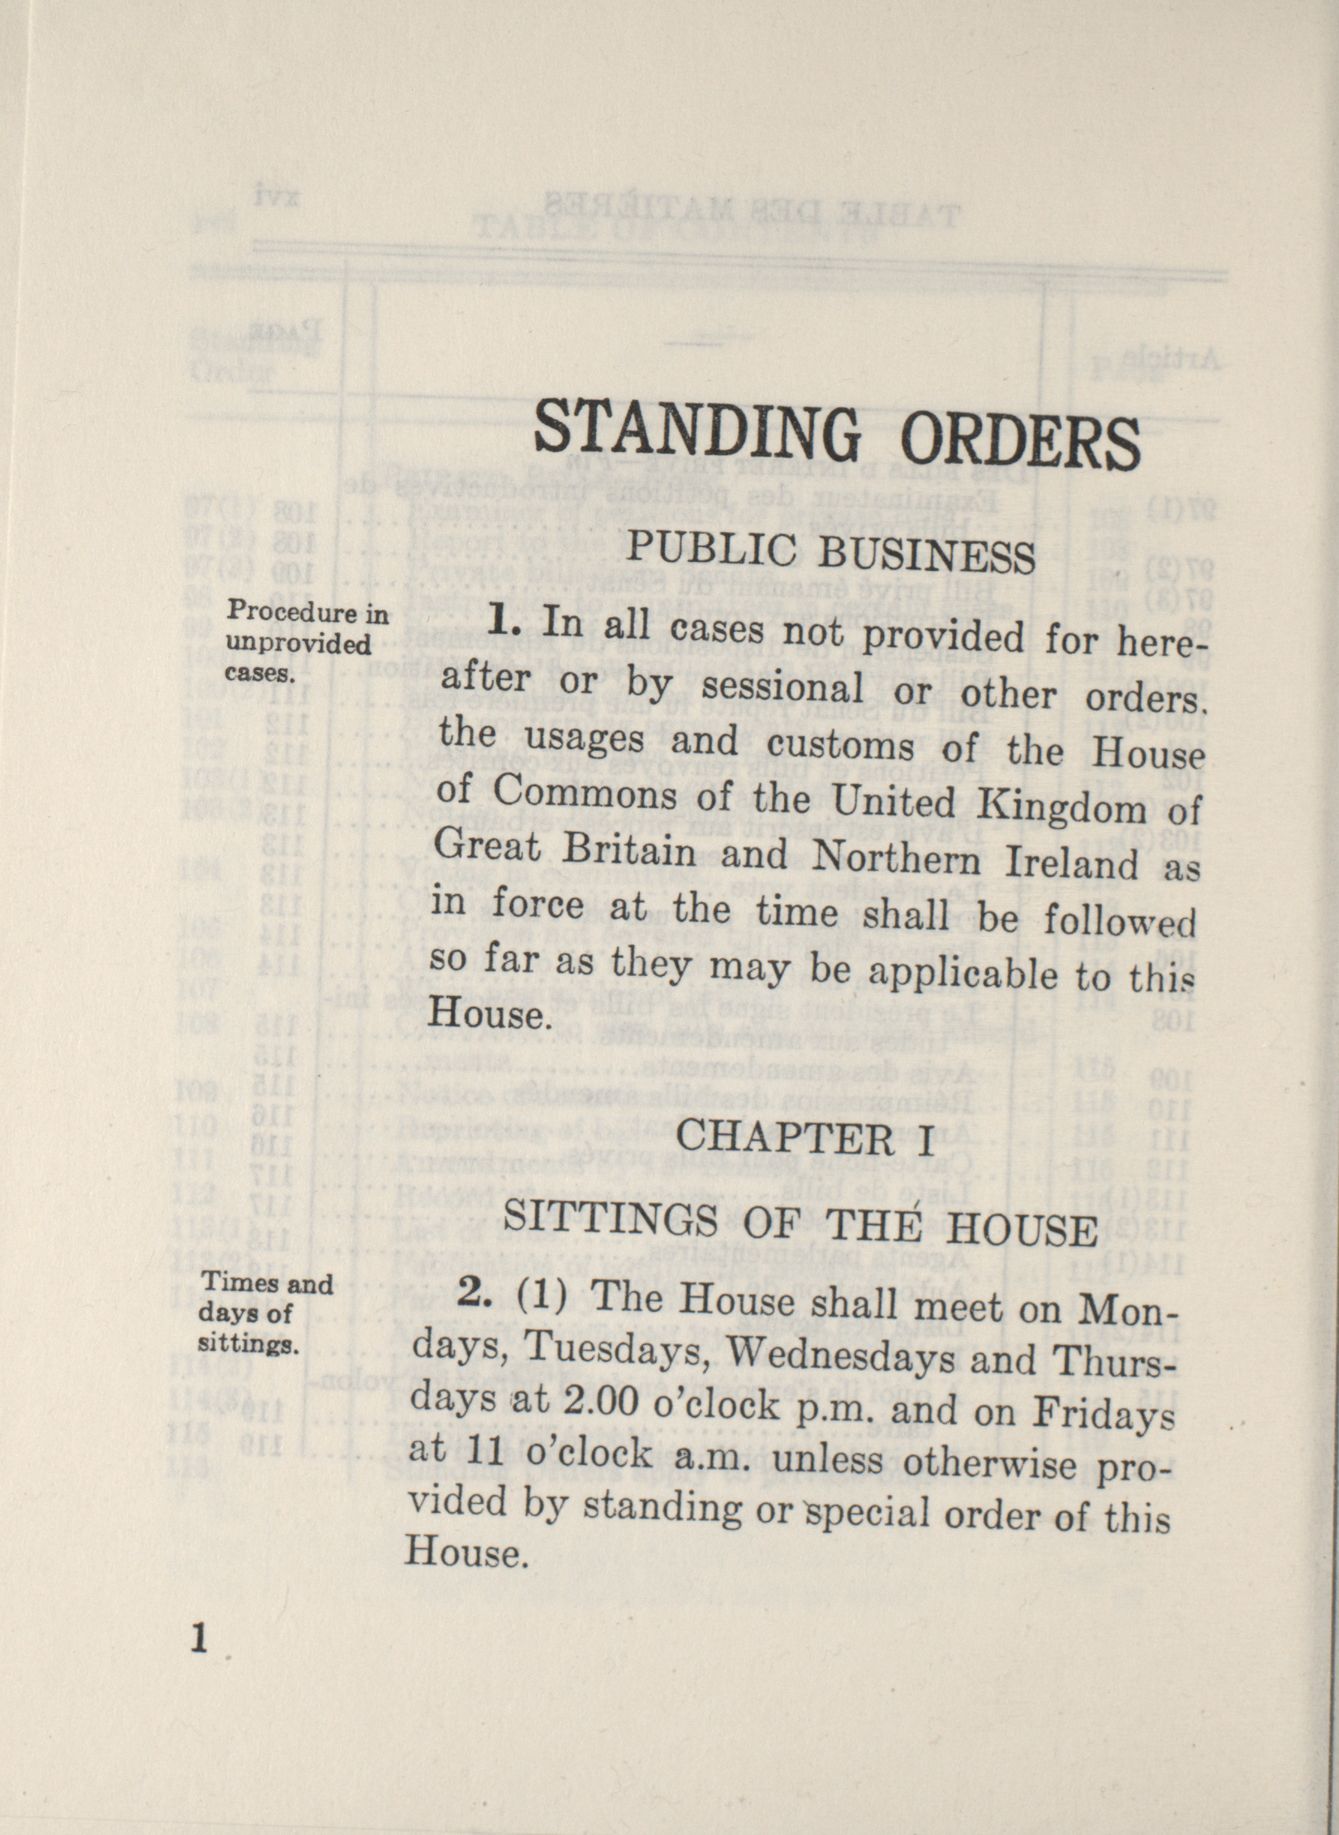 STANDING ORDERS
PUBLIC BUSINESS
Procedure in
unprovided
cases.
1. In all cases not provided for here-
after or by sessional or other orders.
the usages and customs of the House
of Commons of the United Kingdom of
Great Britain and Northern Ireland as
in force at the time shall be followed
so far as they may be applicable to this
House.
CHAPTER I
SITTINGS OF THE HOUSE
Times and
days of
sittings.
2. (1) The House shall meet on Mon-
days, Tuesdays, Wednesdays and Thurs-
days at 2.00 o'clock p.m. and on Fridays
at 11 o'clock a.m. unless otherwise pro-
vided by standing or special order of this
House.
1